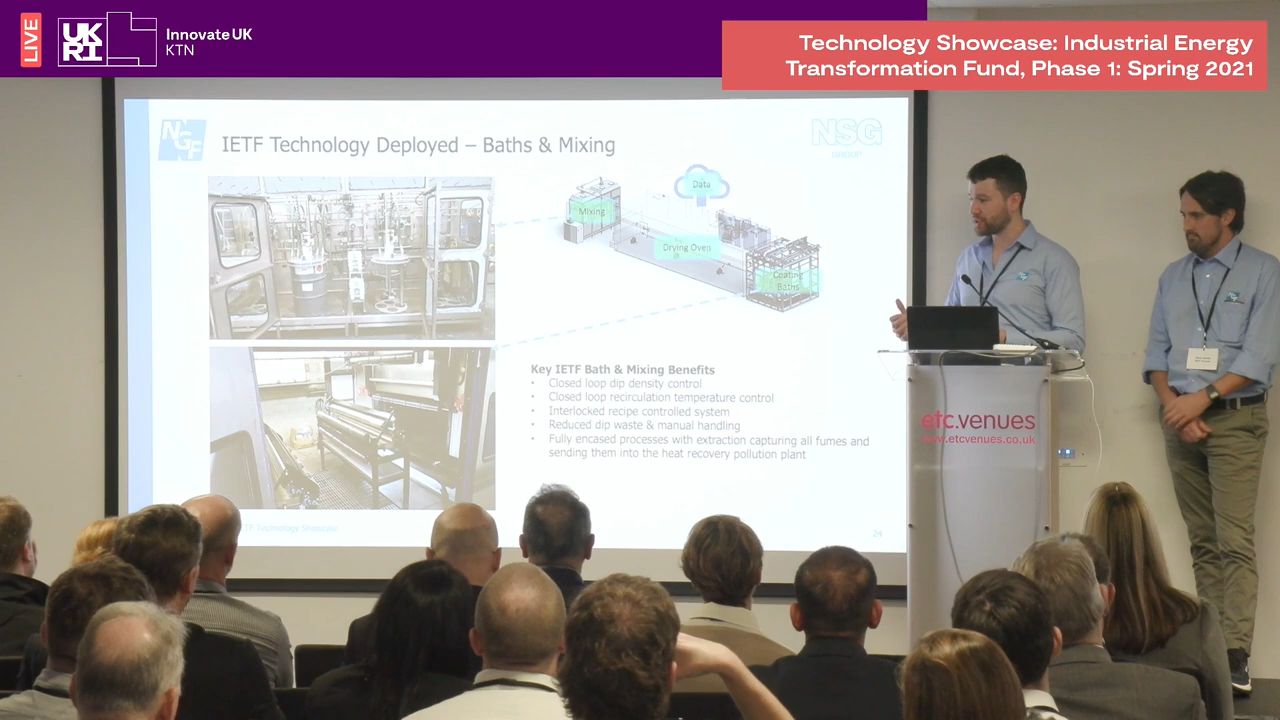 LIVE
UK
RI
Innovate UK
KTN
Technology Showcase: Industrial Energy
Transformation Fund, Phase 1: Spring 2021
NGF
IETF Technology Deployed – Baths & Mixing
NSG
GROUP
Data
Mixing
Drying Oven
Coating
Baths
Key IETF Bath & Mixing Benefits
• Closed loop dip density control
• Closed loop recirculation temperature control
• Interlocked recipe controlled system
• Reduced dip waste & manual handling
• Fully encased processes with extraction capturing all fumes and
sending them into the heat recovery pollution plant
Technology Showcase
24
etc.venues
www.etcvenues.co.uk